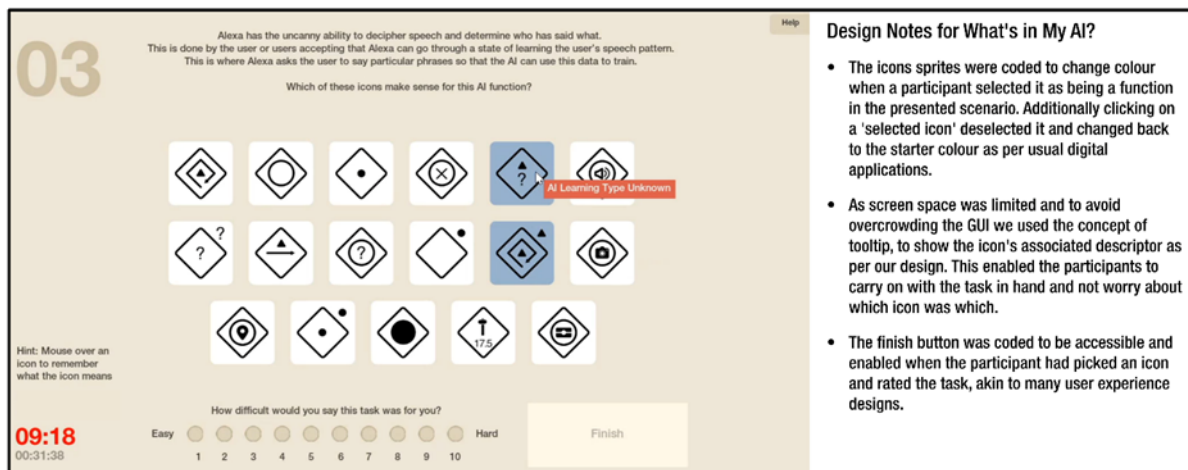 Help
03
Alexa has the uncanny ability to decipher speech and determine who has said what.
This is done by the user or users accepting that Alexa can go through a state of learning the user's speech pattern.
This is where Alexa asks the user to say particular phrases so that the AI can use this data to train.
Which of these icons make sense for this AI function?
?
AI Learning Type Unknown
? ?
?
17.5
Hint: Mouse over an
icon to remember
what the icon means
How difficult would you say this task was for you?
Easy
Hard
1 2 3 4 5 6 7 8 9 10
Finish
09:18
00:31:38
Design Notes for What's in My AI?
• The icons sprites were coded to change colour
when a participant selected it as being a function
in the presented scenario. Additionally clicking on
a 'selected icon' deselected it and changed back
to the starter colour as per usual digital
applications.
• As screen space was limited and to avoid
overcrowding the GUI we used the concept of
tooltip, to show the icon's associated descriptor as
per our design. This enabled the participants to
carry on with the task in hand and not worry about
which icon was which.
• The finish button was coded to be accessible and
enabled when the participant had picked an icon
and rated the task, akin to many user experience
designs.